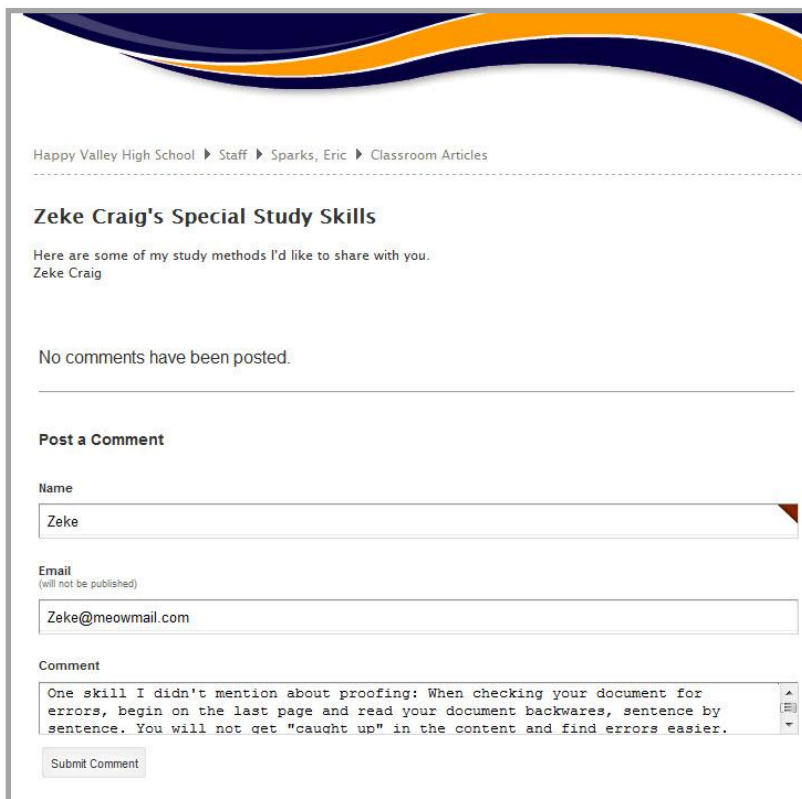 Happy Valley High School ▶ Staff ▶ Sparks, Eric ▶ Classroom Articles
Zeke Craig's Special Study Skills
Here are some of my study methods I'd like to share with you.
Zeke Craig
No comments have been posted.
Post a Comment
Name
Zeke
Email
(will not be published)
Zeke@meowmail.com
Comment
One skill I didn't mention about proofing: When checking your document for
errors, begin on the last page and read your document backwares, sentence by
sentence. You will not get "caught up" in the content and find errors easier.
Submit Comment